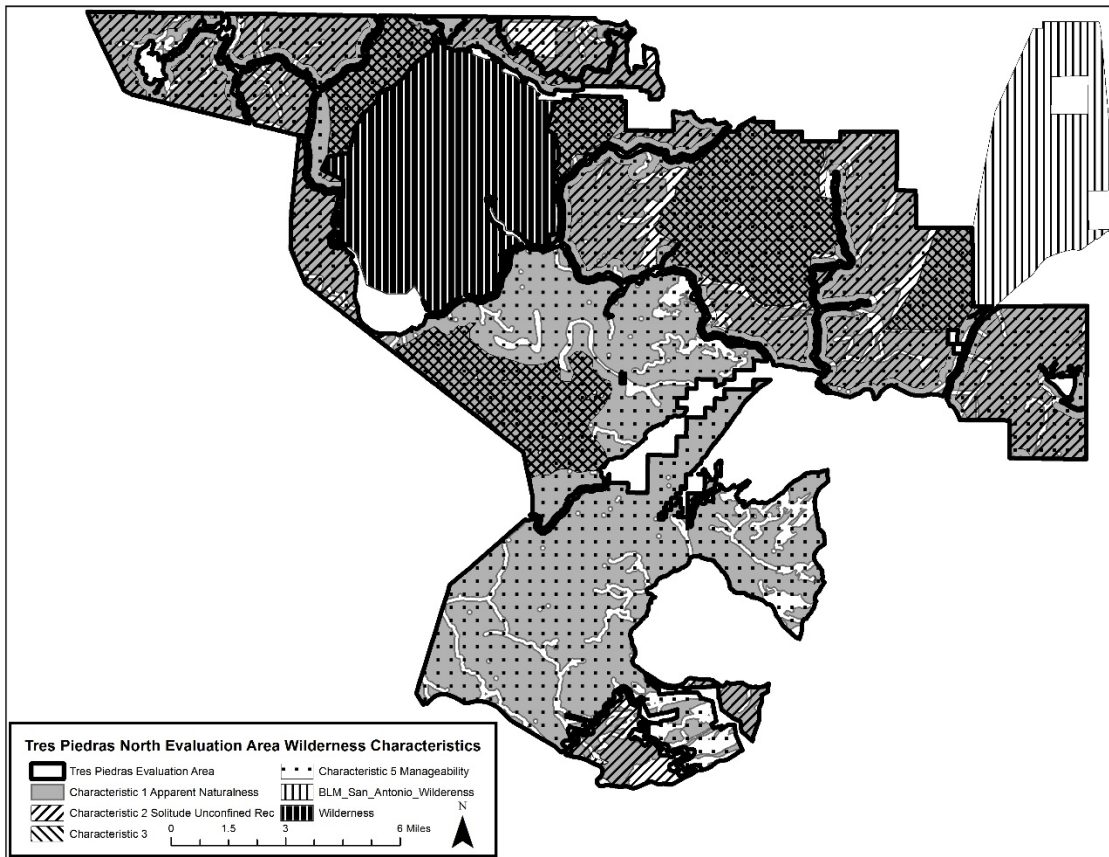 Tres Piedras North Evaluation Area Wilderness Characteristics
Tres Piedras Evaluation Area
Characteristic 1 Apparent Naturalness
Characteristic 2 Solitude Unconfined Rec
Characteristic 3
Characteristic 5 Manageability
BLM_San_Antonio_Wilderenss
Wilderness
N
0 1.5 3 6 Miles